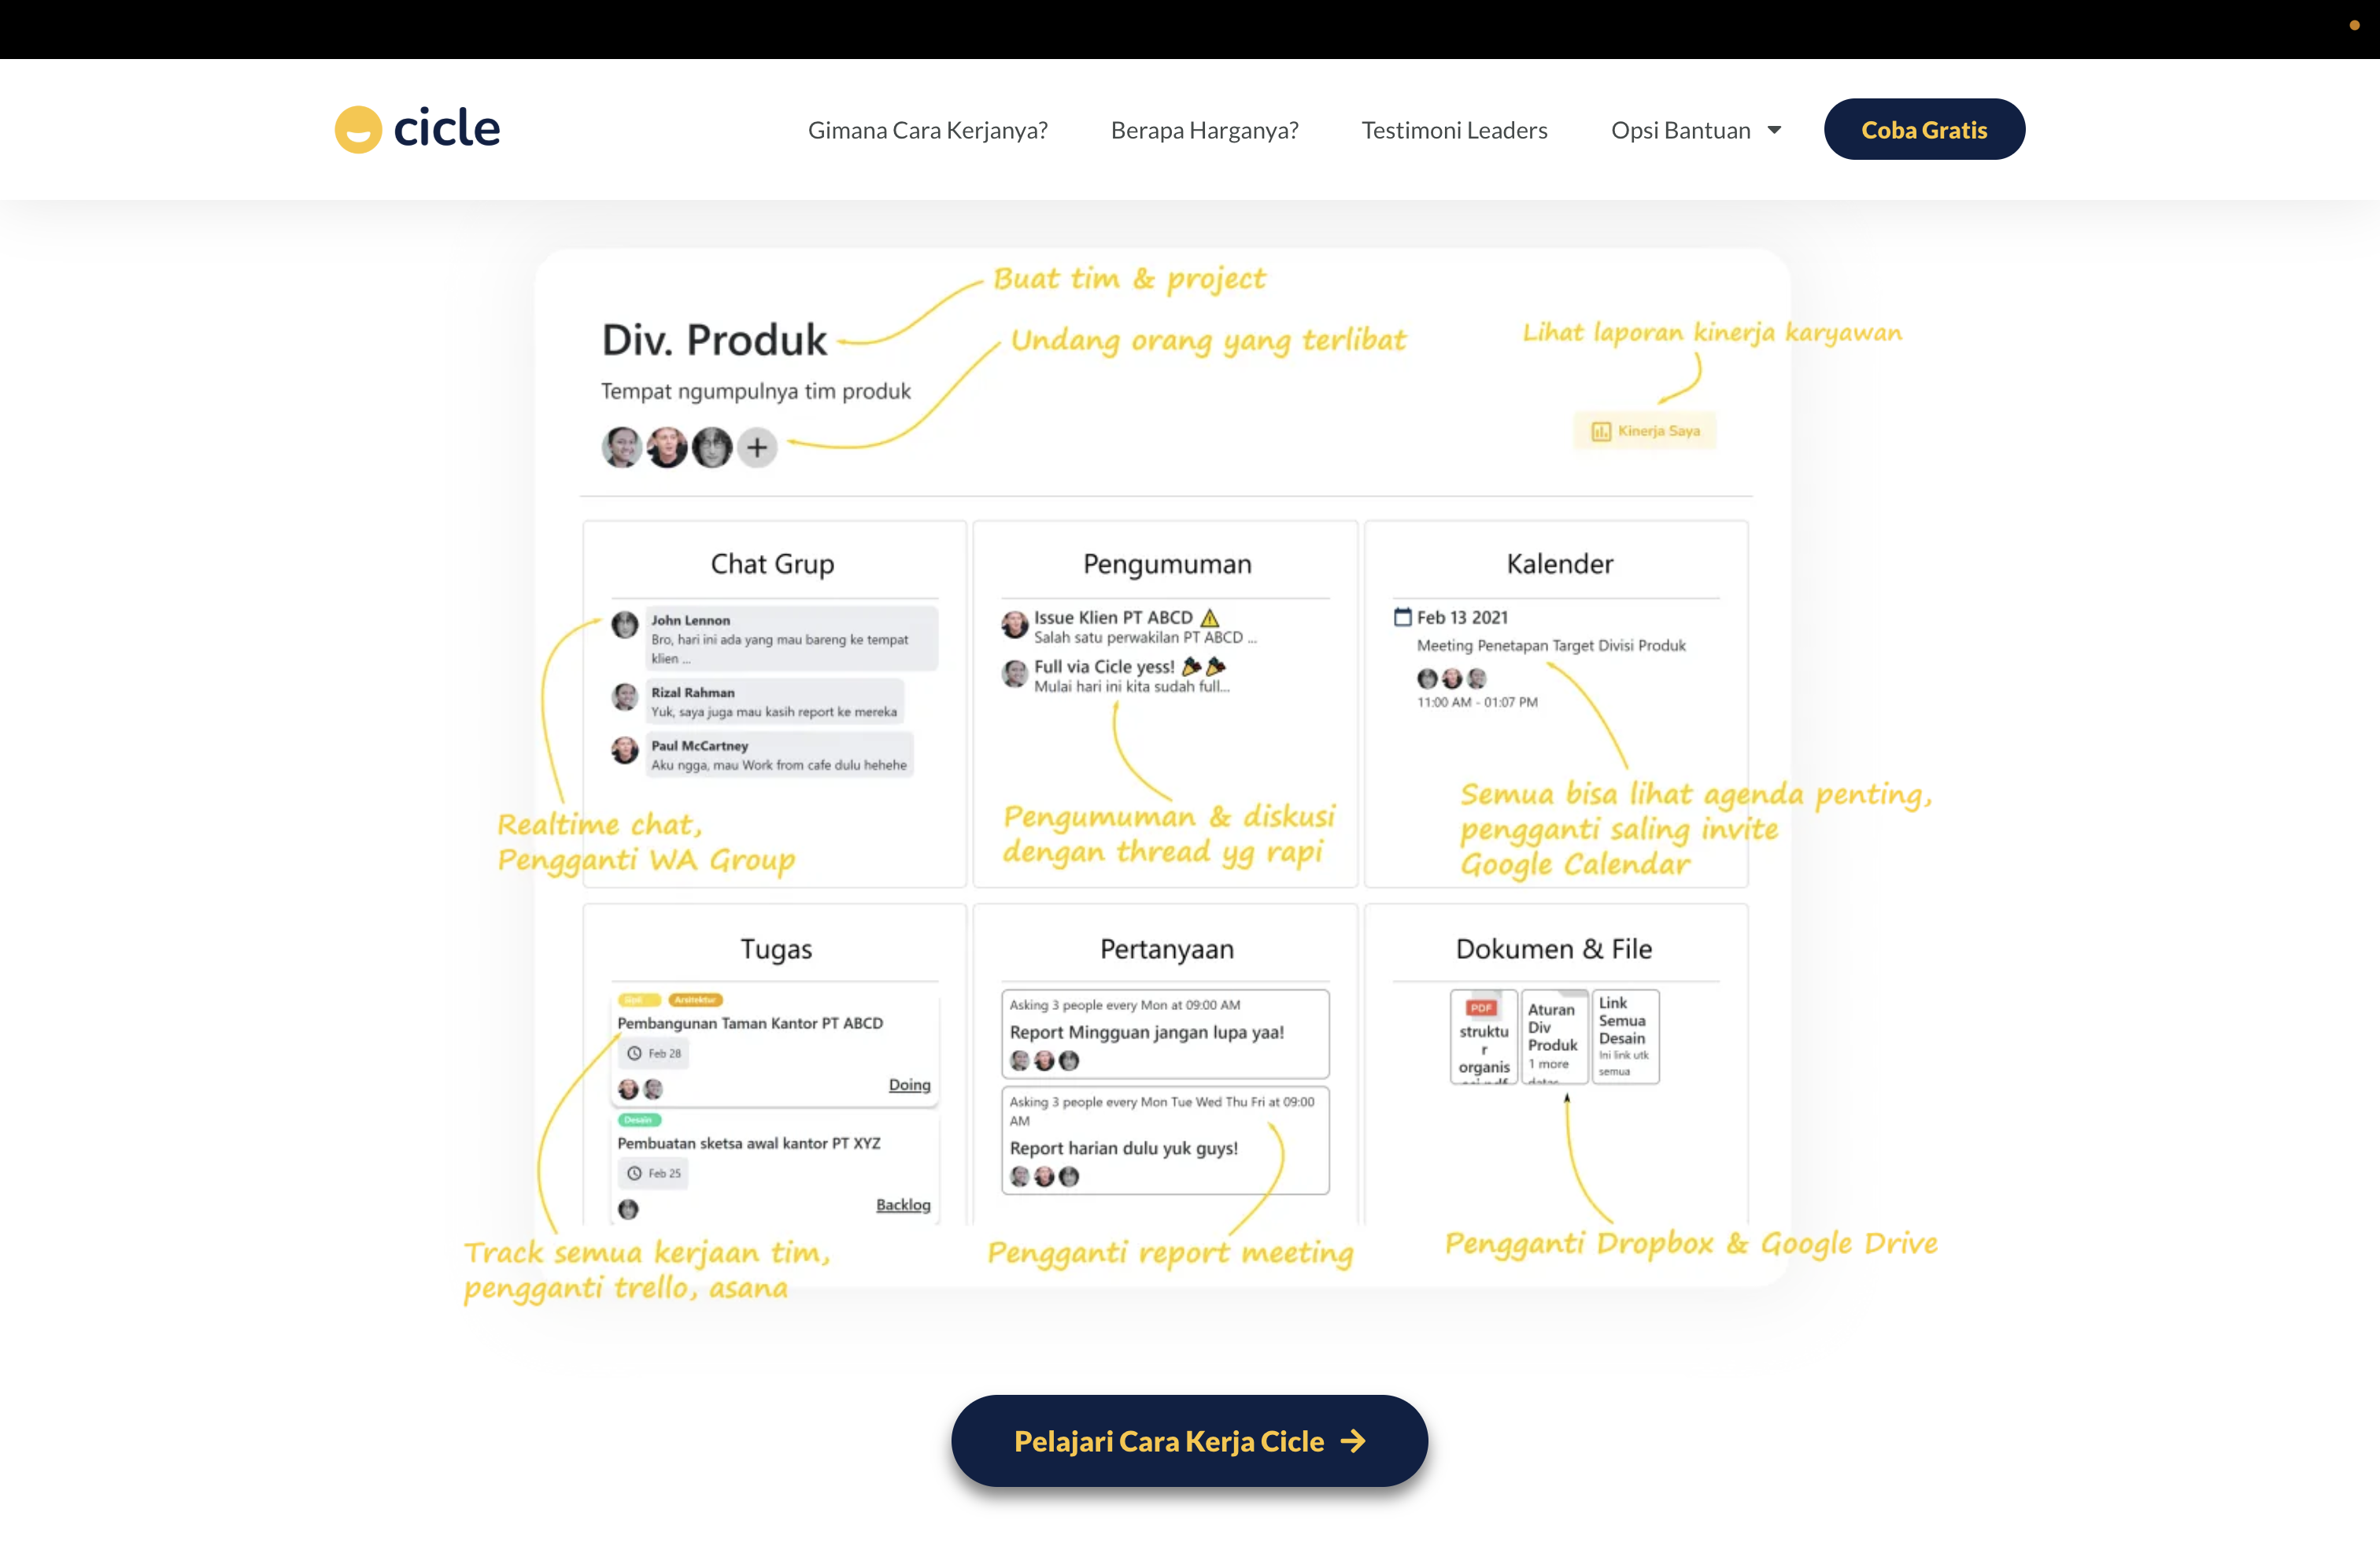 cicle
Gimana Cara Kerjanya?
Berapa Harganya?
Testimoni Leaders
Opsi Bantuan
Coba Gratis
Buat tim & project
Div. Produk
Undang orang yang terlibat
Lihat laporan kinerja karyawan
Tempat ngumpulnya tim produk
Kinerja Saya
Chat Grup
John Lennon
Bro, hari ini ada yang mau bareng ke tempat
klien ...
Rizal Rahman
Yuk, saya juga mau kasih report ke mereka
Paul McCartney
Aku ngga, mau Work from cafe dulu hehehe
Realtime chat,
Pengganti WA Group
Pengumuman
Issue Klien PT ABCD ⚠️
Salah satu perwakilan PT ABCD ...
Full via Cicle yess! 🎉 🎉
Mulai hari ini kita sudah full...
Pengumuman & diskusi
dengan thread yg rapi
Kalender
Feb 13 2021
Meeting Penetapan Target Divisi Produk
11:00 AM - 01:07 PM
Semua bisa lihat agenda penting,
pengganti saling invite
Google Calendar
Tugas
Arsitektur
Pembangunan Taman Kantor PT ABCD
Feb 28
Doing
Desain
Pembuatan sketsa awal kantor PT XYZ
Feb 25
Backlog
Track semua kerjaan tim,
pengganti trello, asana
Pertanyaan
Asking 3 people every Mon at 09:00 AM
Report Mingguan jangan lupa yaa!
Asking 3 people every Mon Tue Wed Thu Fri at 09:00
AM
Report harian dulu yuk guys!
Pengganti report meeting
Dokumen & File
PDF
struktu
r
organis
Aturan
Div
Produk
1 more
Link
Semua
Desain
Ini link utk
semua
Pengganti Dropbox & Google Drive
Pelajari Cara Kerja Cicle →